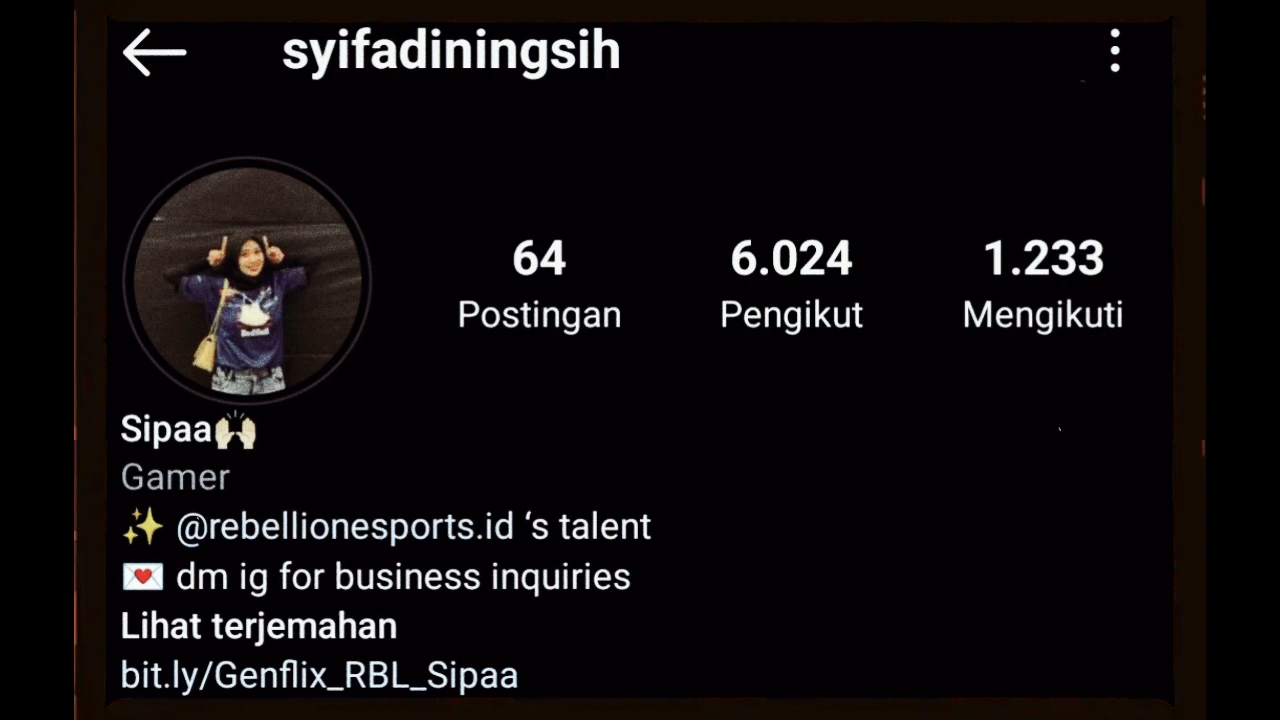 syifadiningsih
64 6.024 1.233
Postingan Pengikut Mengikuti
Sipaa🙌🏻
Gamer
✨ @rebellionesports.id ‘s talent
💌 dm ig for business inquiries
Lihat terjemahan
bit.ly/Genflix_RBL_Sipaa